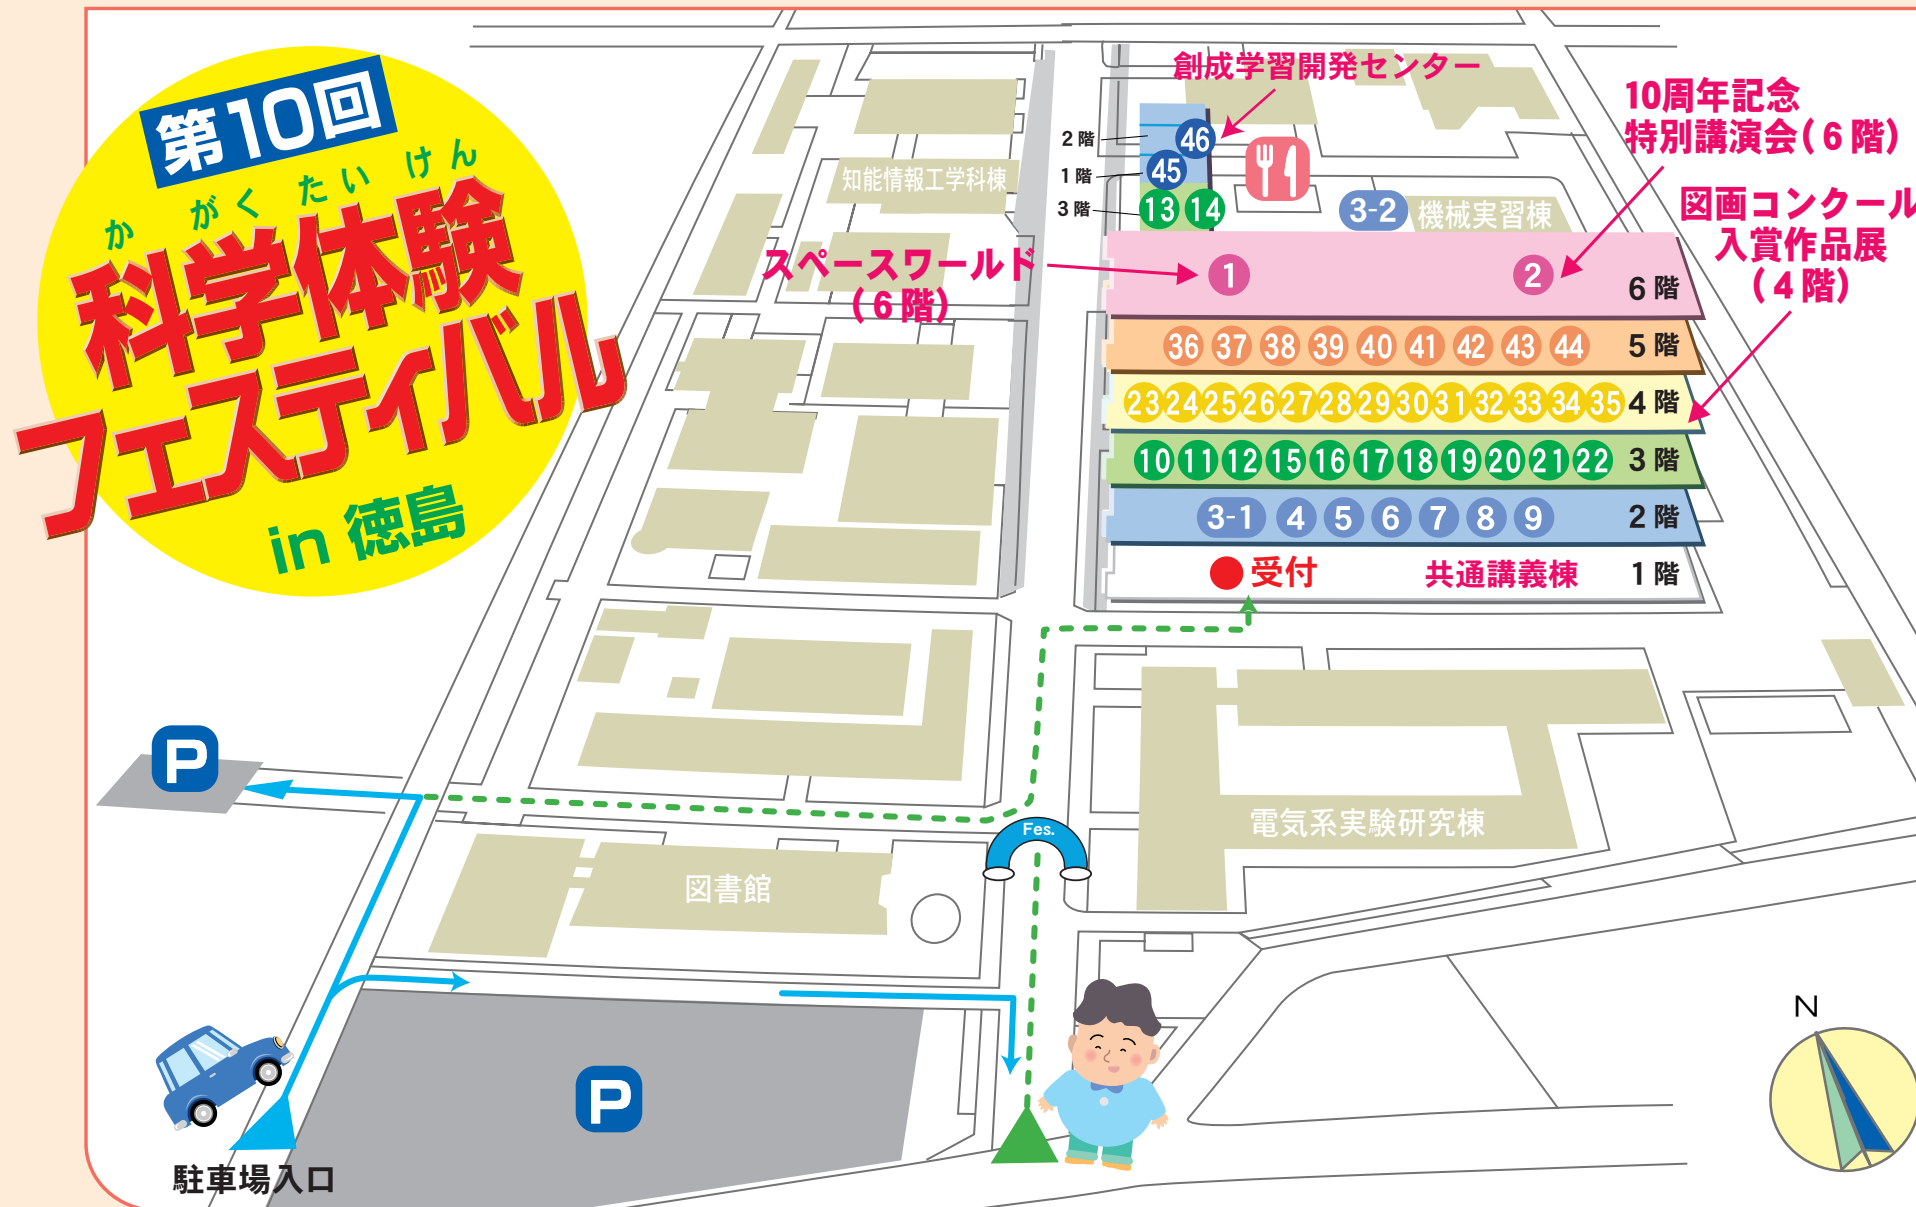 第10回
か がく たい けん
科学体験
フェスティバル
in 徳島
創成学習開発センター
10周年記念
特別講演会(6階)
図画コンクール
入賞作品展
(4階)
2階
46
1階
45
3階
13 14
知能情報工学科棟
3-2
機械実習棟
スペースワールド
(6階)
1
2
6階
36 37 38 39 40 41 42 43 44
5階
23 24 25 26 27 28 29 30 31 32 33 34 35
4階
10 11 12 15 16 17 18 19 20 21 22
3階
3-1 4 5 6 7 8 9
2階
受付
共通講義棟
1階
P
Fes.
電気系実験研究棟
図書館
N
P
駐車場入口